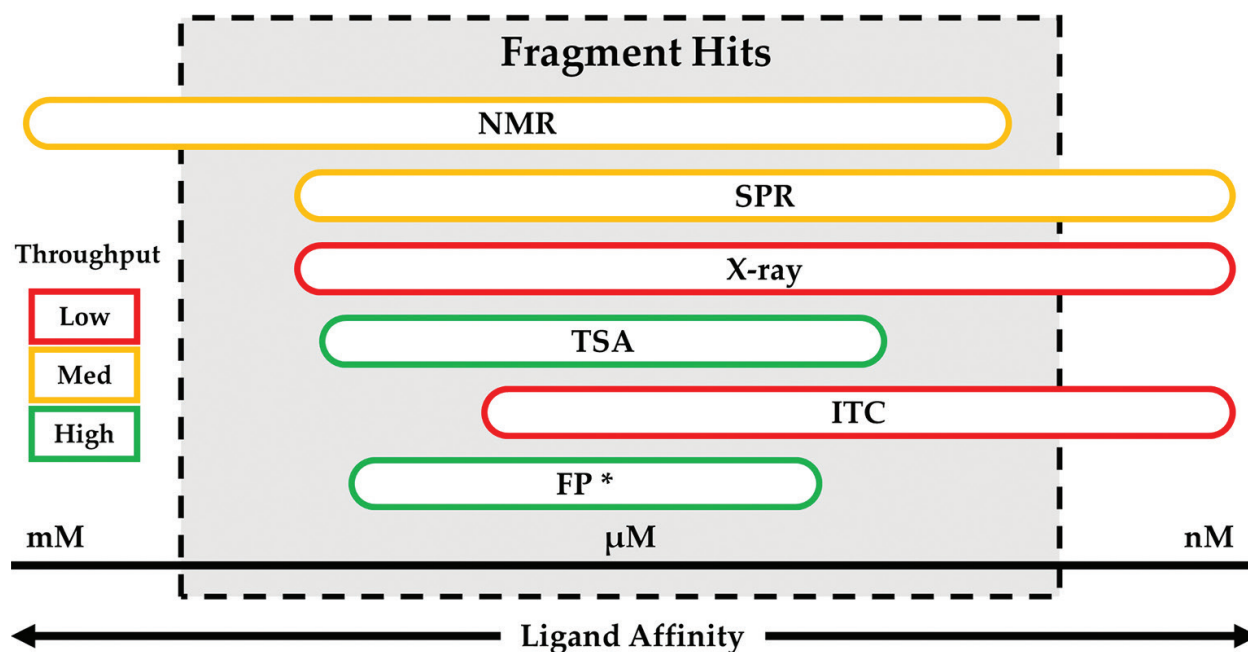 Fragment Hits
NMR
SPR
X-ray
TSA
ITC
FP *
Throughput
Low
Med
High
mM
μM
nM
Ligand Affinity